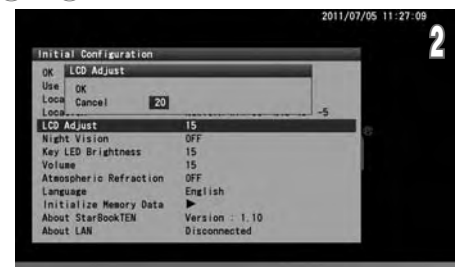 2011/07/05 11:27:09
2
Initial Configuration
OK LCD Adjust
Use OK
Loca Cancel 20
-5
LCD Adjust 15
Night Vision OFF
Key LED Brightness 15
Volume 15
Atmospheric Refraction OFF
Language English
Initialize Memory Data ▶
About StarBookTEN Version : 1.10
About LAN Disconnected